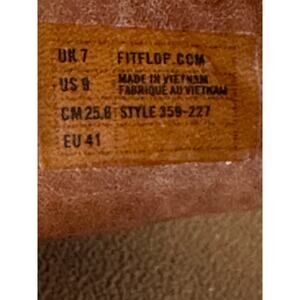 UK 7 FITFLOP.COM
US 9 MADE IN VIETNAM
FABRIQUE AU VIETNAM
CM 25.8 STYLE 359-227
EU 41